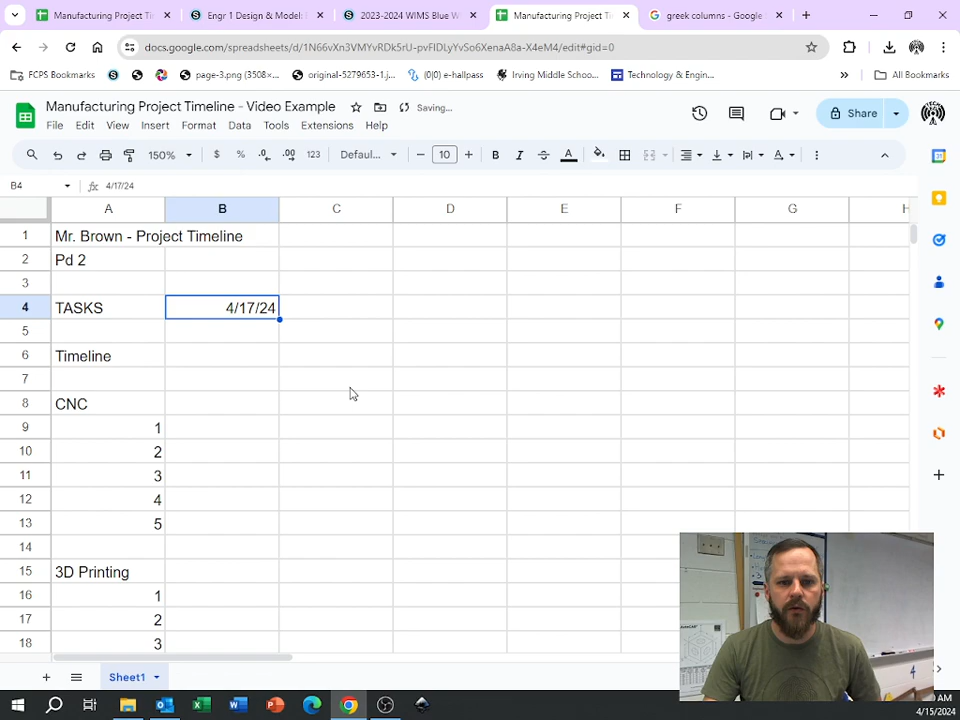 Manufacturing Project Tim
Engr 1 Design & Model:
2023-2024 WIMS Blue W
Manufacturing Project Tim
greek columns - Google
docs.google.com/spreadsheets/d/1N66vXn3VMYvRDk5rU-pvFIDLyYvSo6XenaA8a-X4eM4/edit#gid=0
FCPS Bookmarks
page-3.png (3508×...
original-5279653-1.j...
(0|0) e-hallpass
Irving Middle Schoo...
Technology & Engin...
All Bookmarks
Manufacturing Project Timeline - Video Example
Saving...
Share
File Edit View Insert Format Data Tools Extensions Help
150% $ % .0 .00 123 Defaul... 10 B I A
B4 fx 4/17/24
A B C D E F G H
1 Mr. Brown - Project Timeline
2 Pd 2
3
4 TASKS 4/17/24
5
6 Timeline
7
8 CNC
9 1
10 2
11 3
12 4
13 5
14
15 3D Printing
16 1
17 2
18 3
Sheet1
AM
4/15/2024